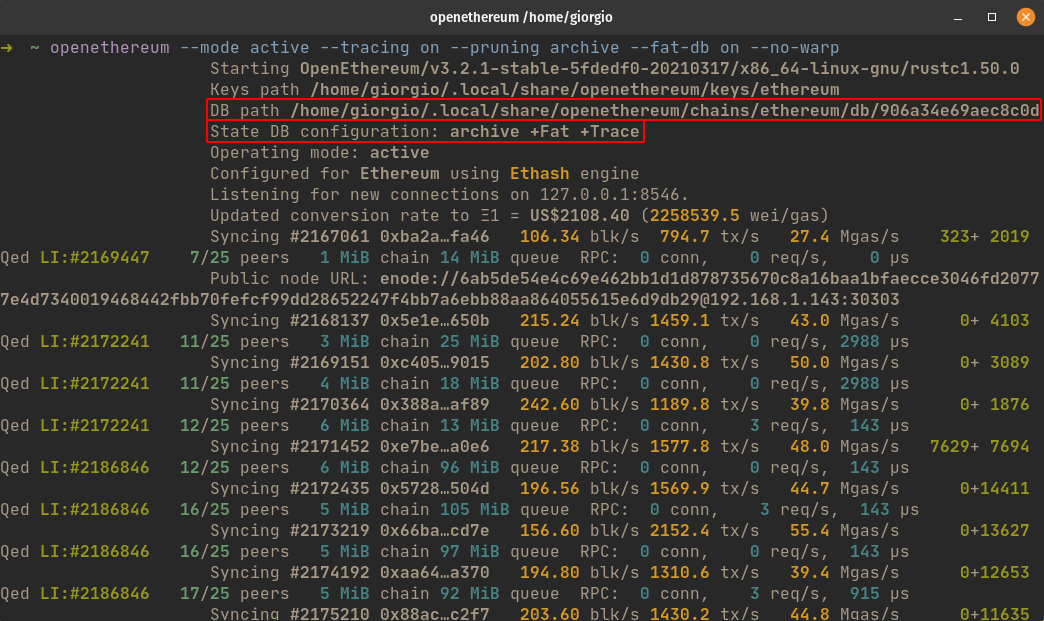 openethereum /home/giorgio
→ ~ openethereum --mode active --tracing on --pruning archive --fat-db on --no-warp
Starting OpenEthereum/v3.2.1-stable-5fdedf0-20210317/x86_64-linux-gnu/rustc1.50.0
Keys path /home/giorgio/.local/share/openethereum/keys/ethereum
DB path /home/giorgio/.local/share/openethereum/chains/ethereum/db/906a34e69aec8c0d
State DB configuration: archive +Fat +Trace
Operating mode: active
Configured for Ethereum using Ethash engine
Listening for new connections on 127.0.0.1:8546.
Updated conversion rate to Ξ1 = US$2108.40 (2258539.5 wei/gas)
Syncing #2167061 0xba2a…fa46 106.34 blk/s 794.7 tx/s 27.4 Mgas/s 323+ 2019
Qed LI:#2169447 7/25 peers 1 MiB chain 14 MiB queue RPC: 0 conn, 0 req/s, 0 µs
Public node URL: enode://6ab5de54e4c69e462bb1d1d878735670c8a16baa1bfaecce3046fd2077
7e4d7340019468442fbb70fefcf99dd28652247f4bb7a6ebb88aa864055615e6d9db29@192.168.1.143:30303
Syncing #2168137 0x5e1e…650b 215.24 blk/s 1459.1 tx/s 43.0 Mgas/s 0+ 4103
Qed LI:#2172241 11/25 peers 3 MiB chain 25 MiB queue RPC: 0 conn, 0 req/s, 2988 µs
Syncing #2169151 0xc405…9015 202.80 blk/s 1430.8 tx/s 50.0 Mgas/s 0+ 3089
Qed LI:#2172241 11/25 peers 4 MiB chain 18 MiB queue RPC: 0 conn, 0 req/s, 2988 µs
Syncing #2170364 0x388a…af89 242.60 blk/s 1189.8 tx/s 39.8 Mgas/s 0+ 1876
Qed LI:#2172241 12/25 peers 6 MiB chain 13 MiB queue RPC: 0 conn, 3 req/s, 143 µs
Syncing #2171452 0xe7be…a0e6 217.38 blk/s 1577.8 tx/s 48.0 Mgas/s 7629+ 7694
Qed LI:#2186846 12/25 peers 6 MiB chain 96 MiB queue RPC: 0 conn, 0 req/s, 143 µs
Syncing #2172435 0x5728…504d 196.56 blk/s 1569.9 tx/s 44.7 Mgas/s 0+14411
Qed LI:#2186846 16/25 peers 5 MiB chain 105 MiB queue RPC: 0 conn, 3 req/s, 143 µs
Syncing #2173219 0x66ba…cd7e 156.60 blk/s 2152.4 tx/s 55.4 Mgas/s 0+13627
Qed LI:#2186846 16/25 peers 5 MiB chain 97 MiB queue RPC: 0 conn, 0 req/s, 143 µs
Syncing #2174192 0xaa64…a370 194.80 blk/s 1310.6 tx/s 39.4 Mgas/s 0+12653
Qed LI:#2186846 17/25 peers 5 MiB chain 92 MiB queue RPC: 0 conn, 3 req/s, 915 µs
Syncing #2175210 0x88ac…c2f7 203.60 blk/s 1430.2 tx/s 44.8 Mgas/s 0+11635